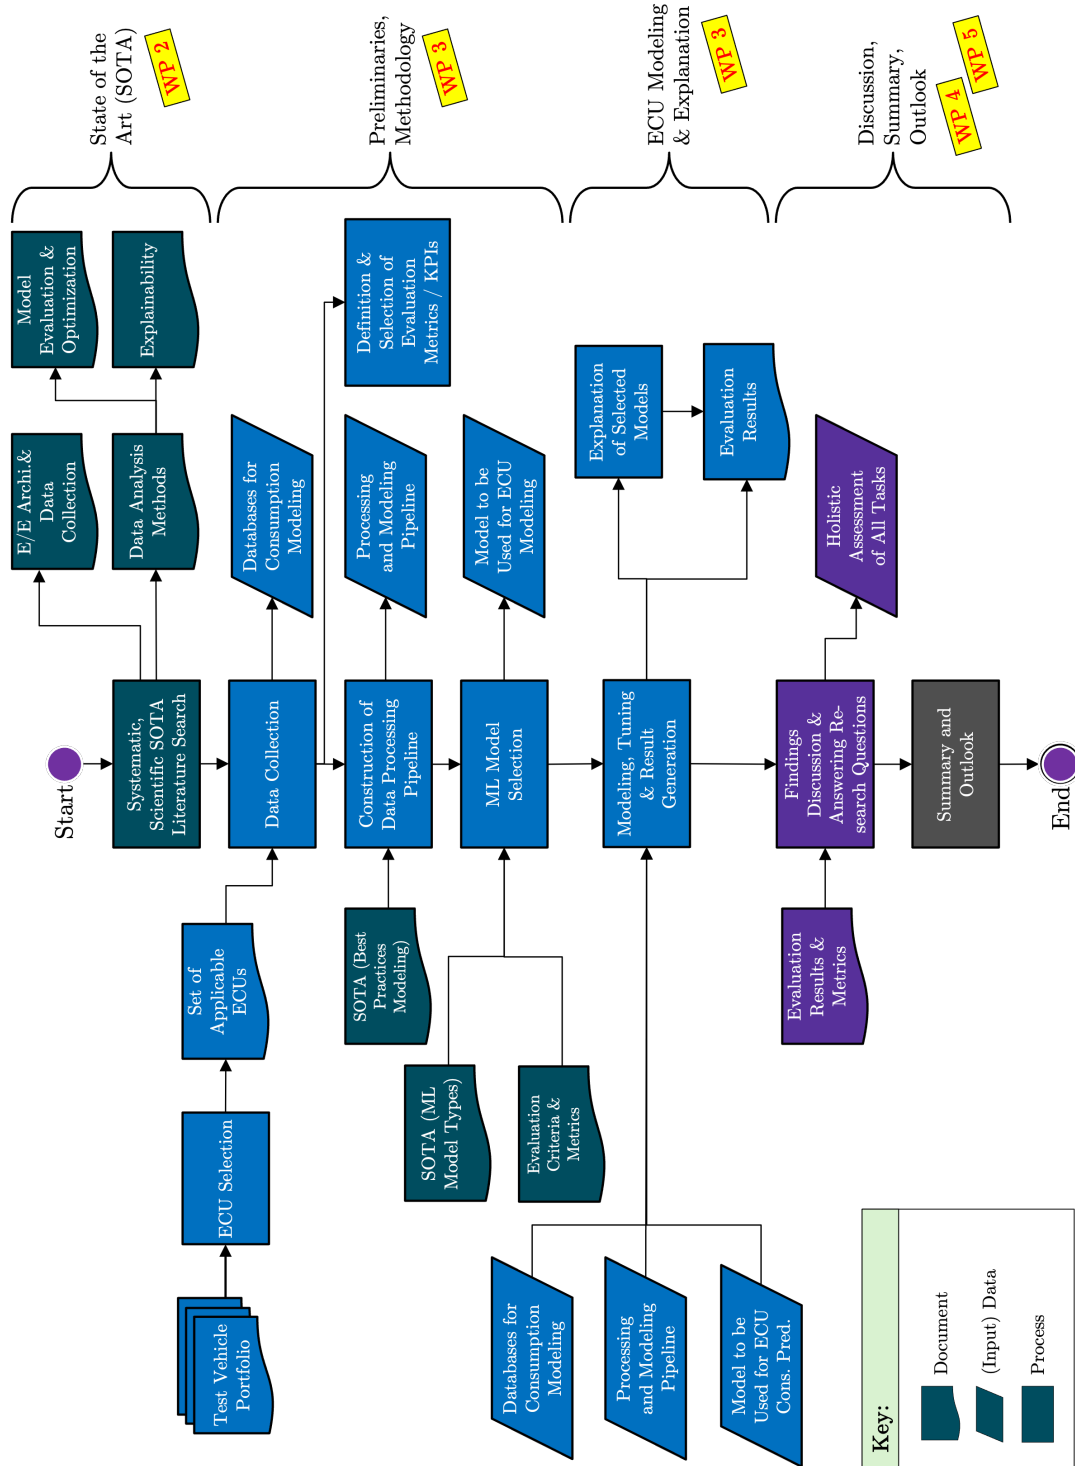 Start
Systematic,
Scientific SOTA
Literature Search
E/E Archi.&
Data
Collection
Data Analysis
Methods
Model
Evaluation &
Optimization
Explainability
State of the
Art (SOTA)
WP 2
Test Vehicle
Portfolio
ECU Selection
Set of
Applicable
ECUs
Data Collection
Databases for
Consumption
Modeling
SOTA (Best
Practices
Modeling)
Construction of
Data Processing
Pipeline
Processing
and Modeling
Pipeline
Definition &
Selection of
Evaluation
Metrics / KPIs
SOTA (ML
Model Types)
Evaluation
Criteria &
Metrics
ML Model
Selection
Model to be
Used for ECU
Modeling
Preliminaries,
Methodology
WP 3
Databases for
Consumption
Modeling
Processing
and Modeling
Pipeline
Model to be
Used for ECU
Cons. Pred.
Modeling, Tuning
& Result
Generation
Explanation
of Selected
Models
Evaluation
Results
ECU Modeling
& Explanation
WP 3
Evaluation
Results &
Metrics
Findings
Discussion &
Answering Re-
search Questions
Holistic
Assessment
of All Tasks
Summary and
Outlook
End
Discussion,
Summary,
Outlook
WP 4
WP 5
Key:
Document
(Input) Data
Process